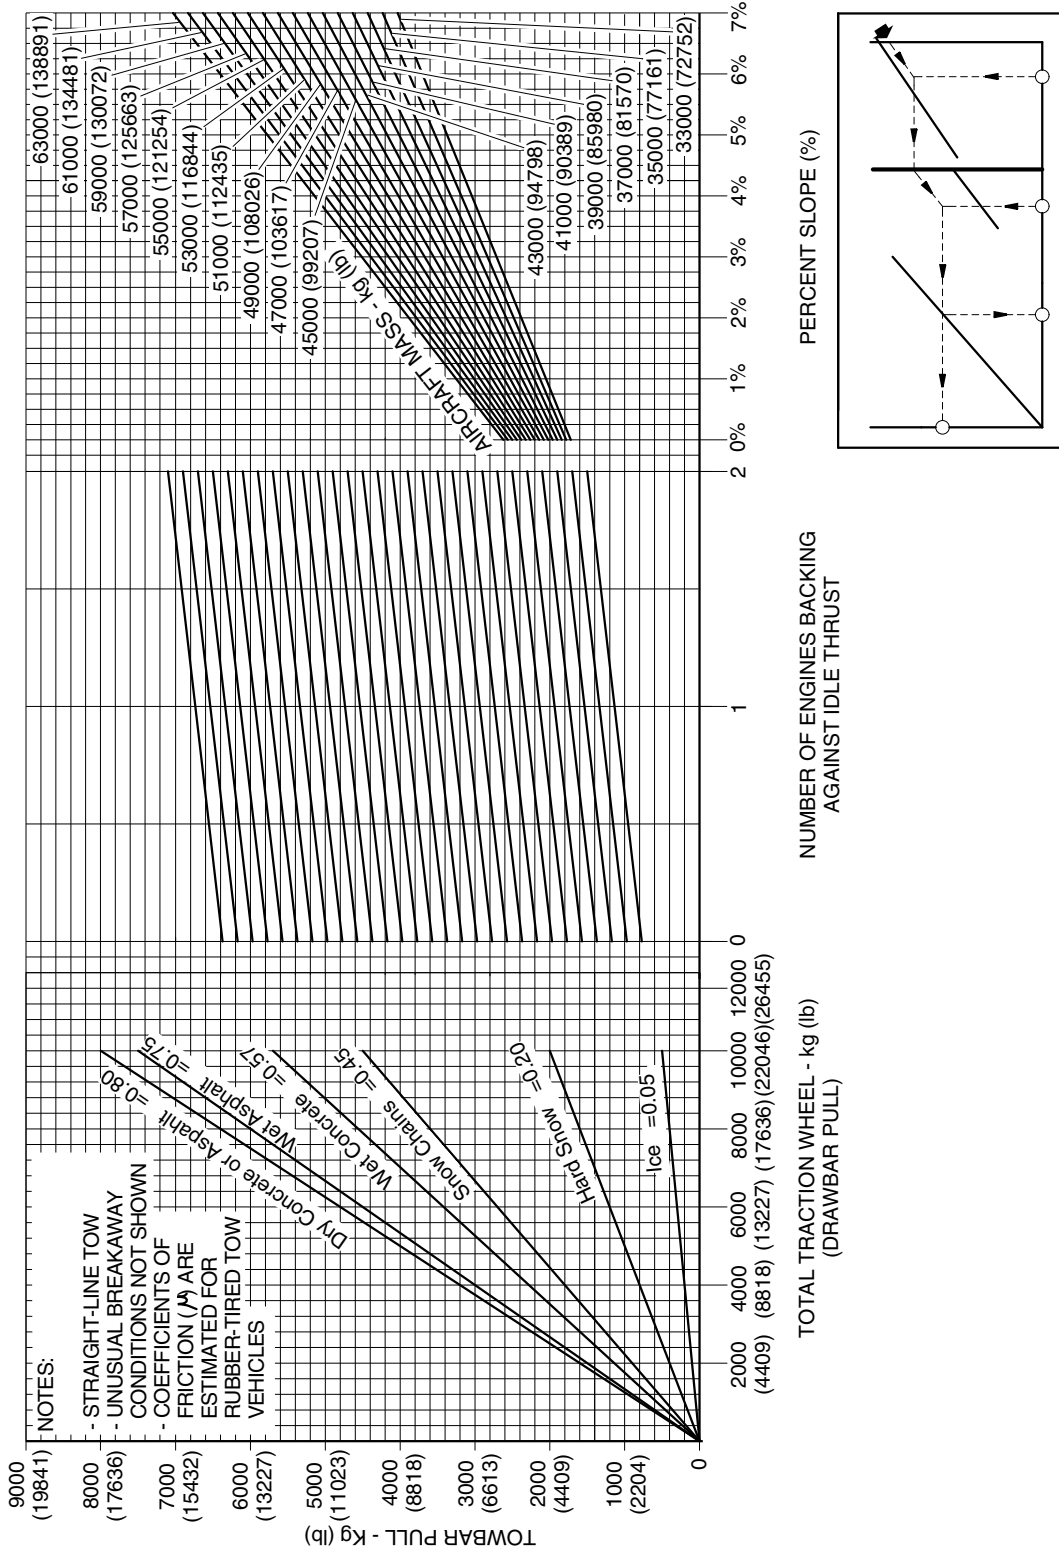 NOTES:
- STRAIGHT-LINE TOW
- UNUSUAL BREAKAWAY
CONDITIONS NOT SHOWN
- COEFFICIENTS OF
FRICTION (μ) ARE
ESTIMATED FOR
RUBBER-TIRED TOW
VEHICLES
TOWBAR PULL - Kg (lb)
9000
(19841)
8000
(17636)
7000
(15432)
6000
(13227)
5000
(11023)
4000
(8818)
3000
(6613)
2000
(4409)
1000
(2204)
0
Dry Concrete or Aspahlt =0.80
Wet Asphalt =0.75
Wet Concrete =0.57
Snow Chains =0.45
Hard Snow =0.20
Ice =0.05
2000 4000 6000 8000 10000 12000
(4409) (8818) (13227) (17636) (22046) (26455)
TOTAL TRACTION WHEEL - kg (lb)
(DRAWBAR PULL)
0 1 2
NUMBER OF ENGINES BACKING
AGAINST IDLE THRUST
AIRCRAFT MASS - kg (lb)
63000 (138891)
61000 (134481)
59000 (130072)
57000 (125663)
55000 (121254)
53000 (116844)
51000 (112435)
49000 (108026)
47000 (103617)
45000 (99207)
43000 (94798)
41000 (90389)
39000 (85980)
37000 (81570)
35000 (77161)
33000 (72752)
0% 1% 2% 3% 4% 5% 6% 7%
PERCENT SLOPE (%)